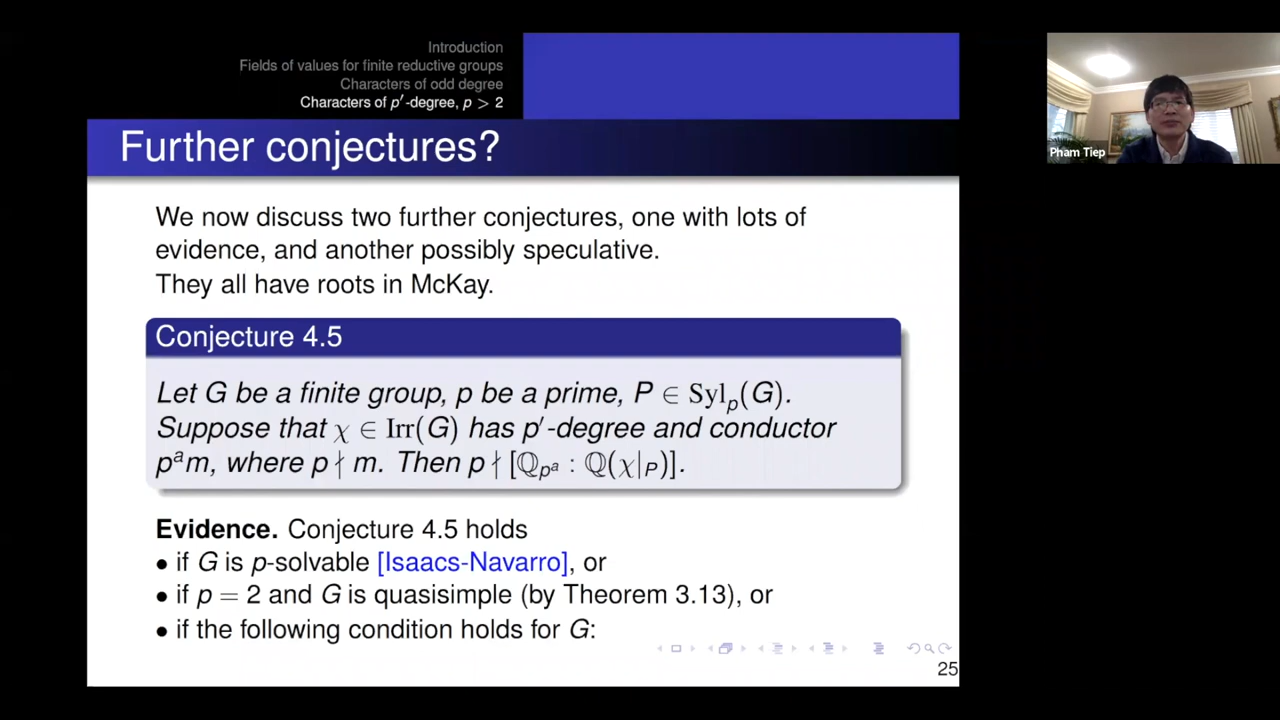 Introduction
Fields of values for finite reductive groups
Characters of odd degree
Characters of p′-degree, p > 2
Further conjectures?
We now discuss two further conjectures, one with lots of
evidence, and another possibly speculative.
They all have roots in McKay.
Conjecture 4.5
Let G be a finite group, p be a prime, P ∈ Syl_p(G).
Suppose that χ ∈ Irr(G) has p′-degree and conductor
pᵃm, where p ∤ m. Then p ∤ [ℚ_{pᵃ} : ℚ(χ|_P)].
Evidence. Conjecture 4.5 holds
• if G is p-solvable [Isaacs-Navarro], or
• if p = 2 and G is quasisimple (by Theorem 3.13), or
• if the following condition holds for G:
25
Pham Tiep